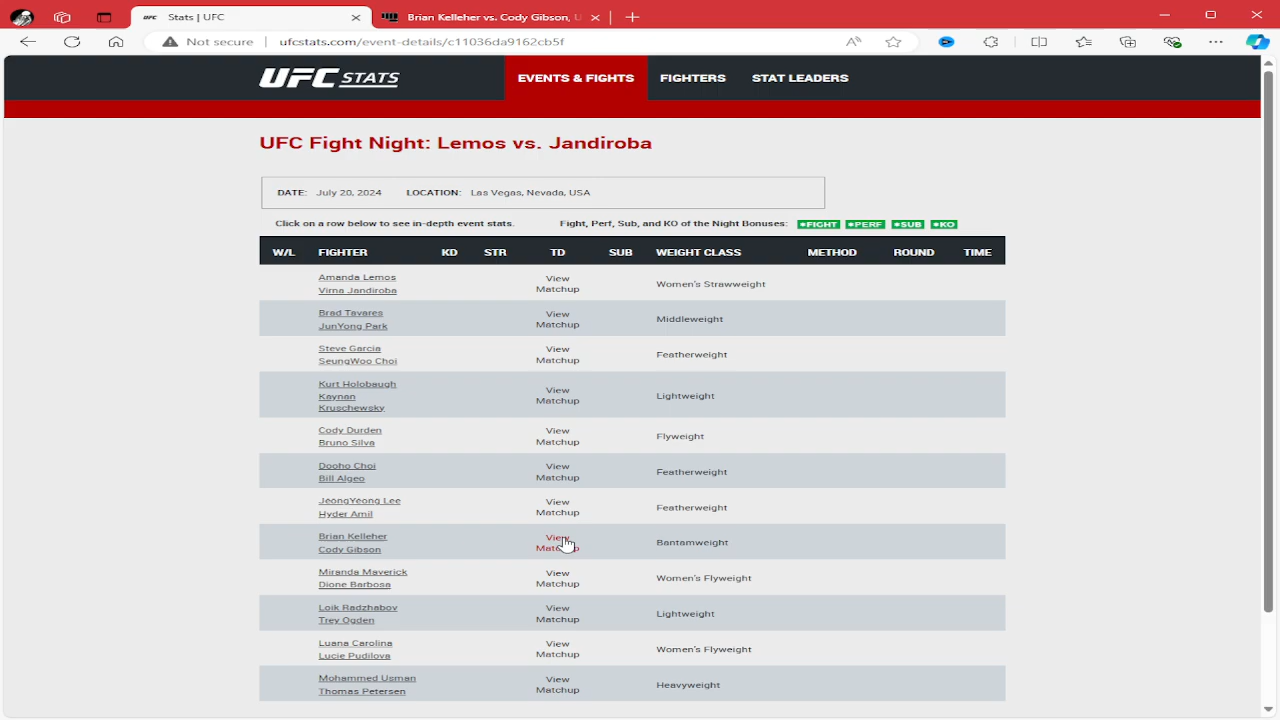 Stats | UFC
Brian Kelleher vs. Cody Gibson, U
Not secure | ufcstats.com/event-details/c11036da9162cb5f
UFC STATS
EVENTS & FIGHTS
FIGHTERS
STAT LEADERS
UFC Fight Night: Lemos vs. Jandiroba
DATE: July 20, 2024 LOCATION: Las Vegas, Nevada, USA
Click on a row below to see in-depth event stats. Fight, Perf, Sub, and KO of the Night Bonuses: FIGHT PERF SUB KO
W/L FIGHTER KD STR TD SUB WEIGHT CLASS METHOD ROUND TIME
Amanda Lemos
Virna Jandiroba
View
Matchup
Women's Strawweight
Brad Tavares
JunYong Park
View
Matchup
Middleweight
Steve Garcia
SeungWoo Choi
View
Matchup
Featherweight
Kurt Holobaugh
Kaynan
Kruschewsky
View
Matchup
Lightweight
Cody Durden
Bruno Silva
View
Matchup
Flyweight
Dooho Choi
Bill Algeo
View
Matchup
Featherweight
JeongYeong Lee
Hyder Amil
View
Matchup
Featherweight
Brian Kelleher
Cody Gibson
View
Matchup
Bantamweight
Miranda Maverick
Dione Barbosa
View
Matchup
Women's Flyweight
Loik Radzhabov
Trey Ogden
View
Matchup
Lightweight
Luana Carolina
Lucie Pudilova
View
Matchup
Women's Flyweight
Mohammed Usman
Thomas Petersen
View
Matchup
Heavyweight